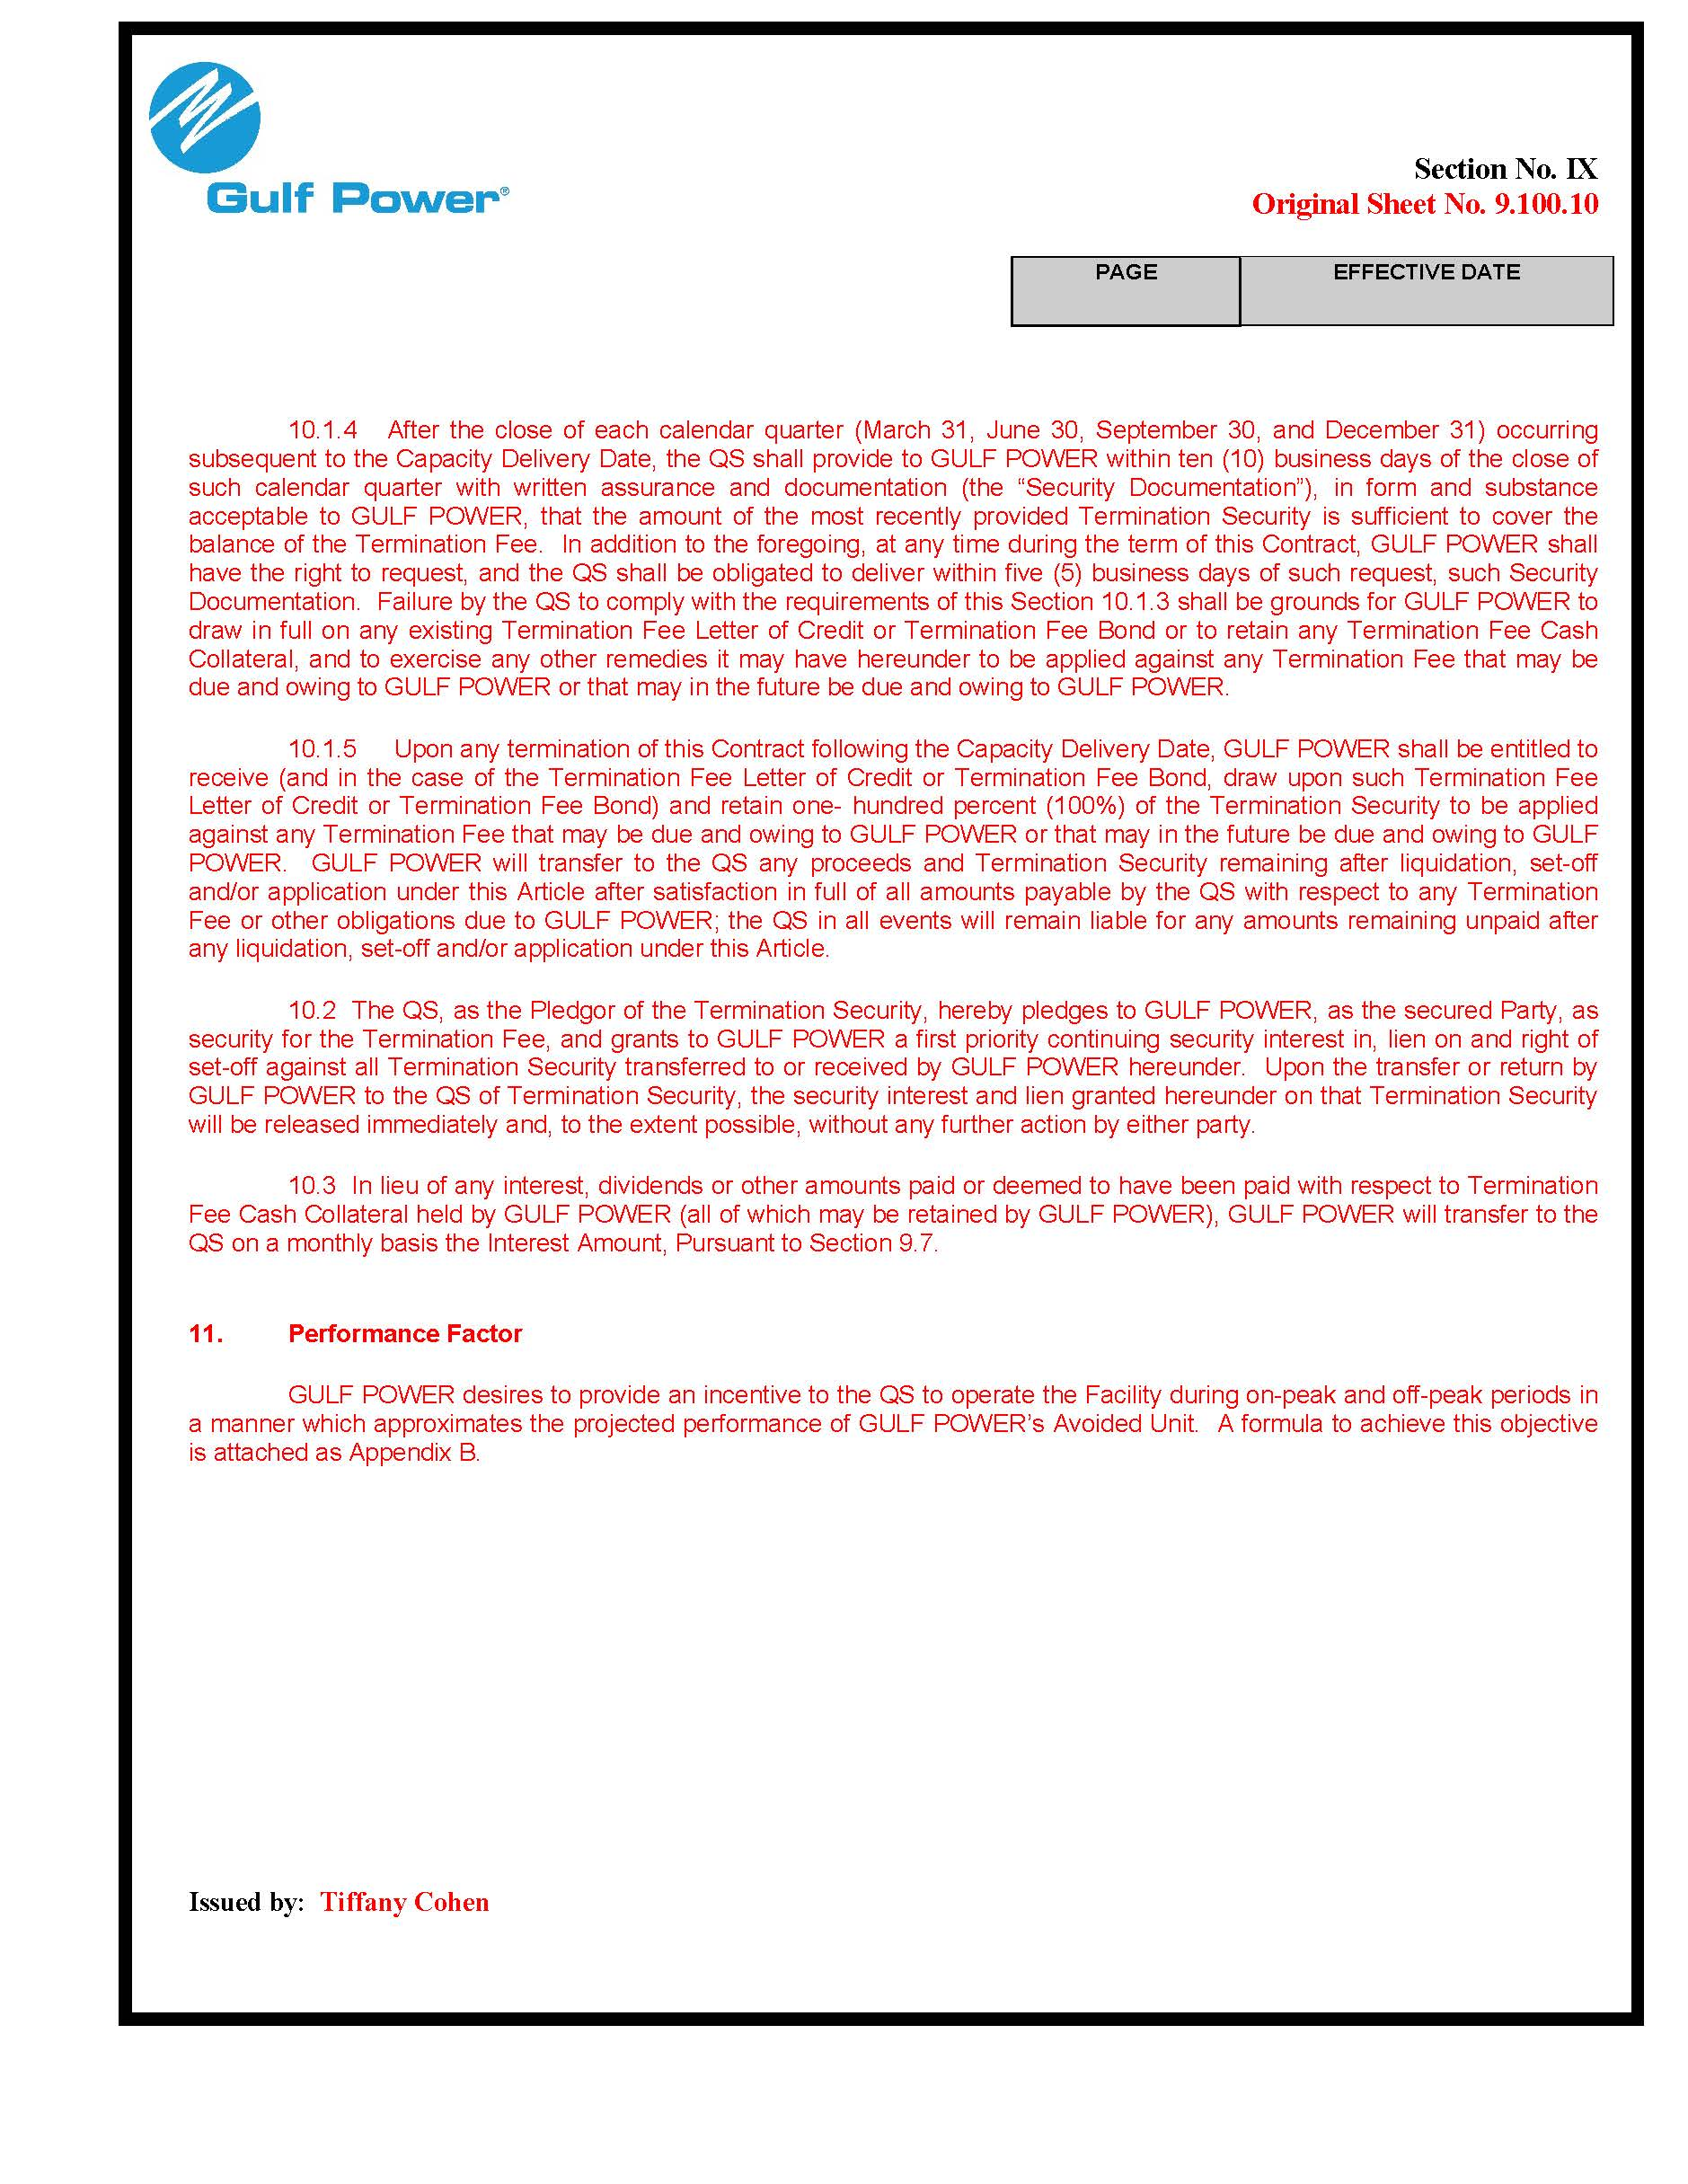 Gulf Power®
Section No. IX
Original Sheet No. 9.100.10
PAGE
EFFECTIVE DATE
10.1.4 After the close of each calendar quarter (March 31, June 30, September 30, and December 31) occurring
subsequent to the Capacity Delivery Date, the QS shall provide to GULF POWER within ten (10) business days of the close of
such calendar quarter with written assurance and documentation (the “Security Documentation”), in form and substance
acceptable to GULF POWER, that the amount of the most recently provided Termination Security is sufficient to cover the
balance of the Termination Fee. In addition to the foregoing, at any time during the term of this Contract, GULF POWER shall
have the right to request, and the QS shall be obligated to deliver within five (5) business days of such request, such Security
Documentation. Failure by the QS to comply with the requirements of this Section 10.1.3 shall be grounds for GULF POWER to
draw in full on any existing Termination Fee Letter of Credit or Termination Fee Bond or to retain any Termination Fee Cash
Collateral, and to exercise any other remedies it may have hereunder to be applied against any Termination Fee that may be
due and owing to GULF POWER or that may in the future be due and owing to GULF POWER.
10.1.5 Upon any termination of this Contract following the Capacity Delivery Date, GULF POWER shall be entitled to
receive (and in the case of the Termination Fee Letter of Credit or Termination Fee Bond, draw upon such Termination Fee
Letter of Credit or Termination Fee Bond) and retain one- hundred percent (100%) of the Termination Security to be applied
against any Termination Fee that may be due and owing to GULF POWER or that may in the future be due and owing to GULF
POWER. GULF POWER will transfer to the QS any proceeds and Termination Security remaining after liquidation, set-off
and/or application under this Article after satisfaction in full of all amounts payable by the QS with respect to any Termination
Fee or other obligations due to GULF POWER; the QS in all events will remain liable for any amounts remaining unpaid after
any liquidation, set-off and/or application under this Article.
10.2 The QS, as the Pledgor of the Termination Security, hereby pledges to GULF POWER, as the secured Party, as
security for the Termination Fee, and grants to GULF POWER a first priority continuing security interest in, lien on and right of
set-off against all Termination Security transferred to or received by GULF POWER hereunder. Upon the transfer or return by
GULF POWER to the QS of Termination Security, the security interest and lien granted hereunder on that Termination Security
will be released immediately and, to the extent possible, without any further action by either party.
10.3 In lieu of any interest, dividends or other amounts paid or deemed to have been paid with respect to Termination
Fee Cash Collateral held by GULF POWER (all of which may be retained by GULF POWER), GULF POWER will transfer to the
QS on a monthly basis the Interest Amount, Pursuant to Section 9.7.
11. Performance Factor
GULF POWER desires to provide an incentive to the QS to operate the Facility during on-peak and off-peak periods in
a manner which approximates the projected performance of GULF POWER’s Avoided Unit. A formula to achieve this objective
is attached as Appendix B.
Issued by: Tiffany Cohen